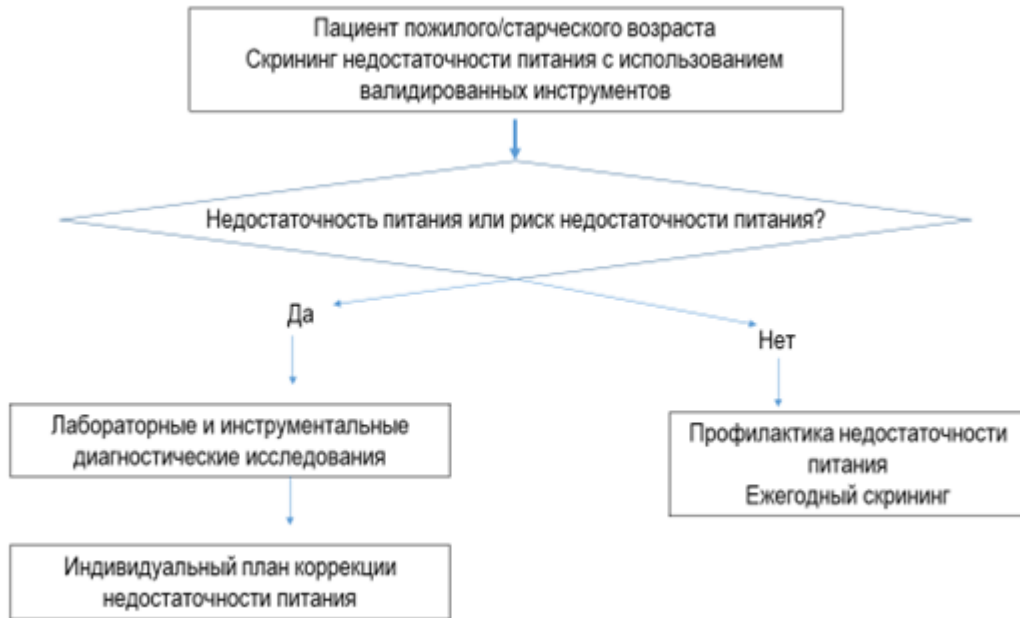 Пациент пожилого/старческого возраста
Скрининг недостаточности питания с использованием
валидированных инструментов
Недостаточность питания или риск недостаточности питания?
Да
Нет
Лабораторные и инструментальные
диагностические исследования
Профилактика недостаточности
питания
Ежегодный скрининг
Индивидуальный план коррекции
недостаточности питания